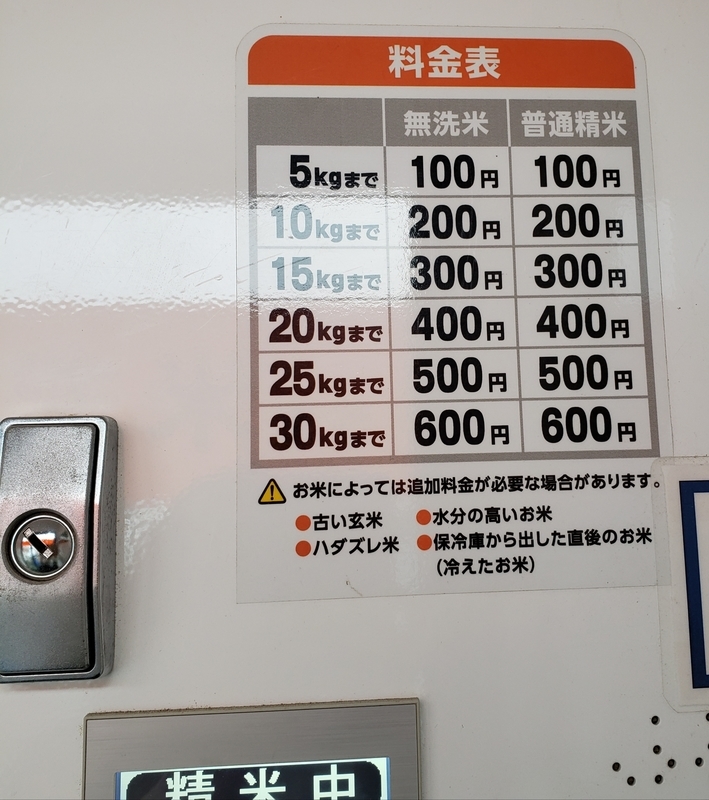 料金表
無洗米 普通精米
5kgまで 100円 100円
10kgまで 200円 200円
15kgまで 300円 300円
20kgまで 400円 400円
25kgまで 500円 500円
30kgまで 600円 600円
お米によっては追加料金が必要な場合があります。
●古い玄米 ●水分の高いお米
●ハダズレ米 ●保冷庫から出した直後のお米
(冷えたお米)
精米中